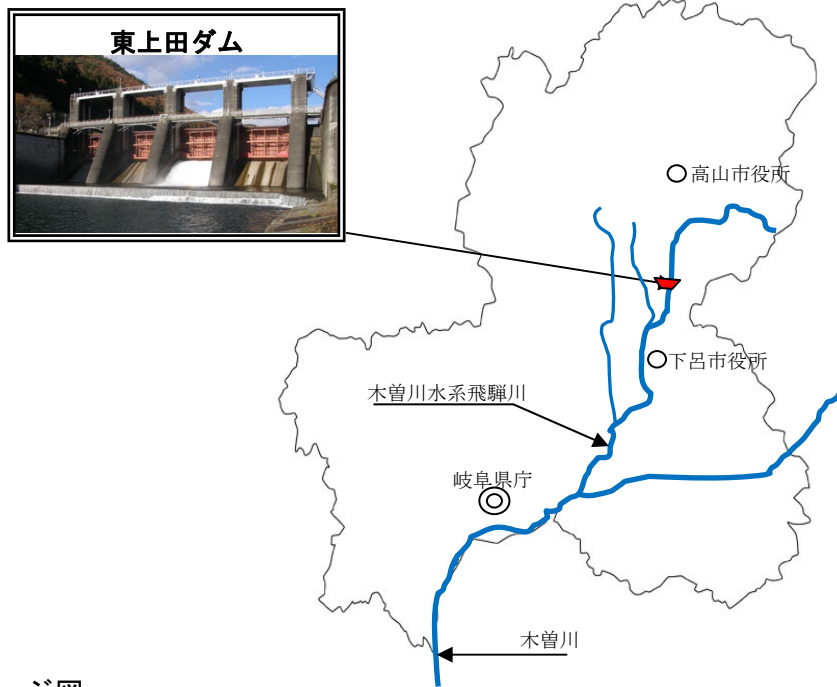 東上田ダム
高山市役所
下呂市役所
木曽川水系飛騨川
岐阜県庁
木曽川